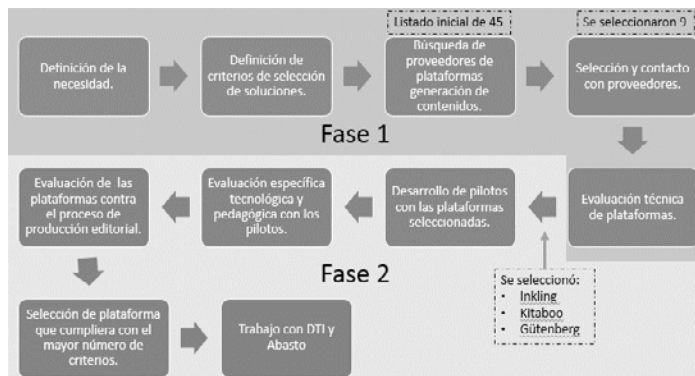 Listado inicial de 45
Se seleccionaron 9
Definición de la
necesidad.
Definición de
criterios de selección
de soluciones.
Búsqueda de
proveedores de
plataformas
generación de
contenidos.
Selección y contacto
con proveedores.
Fase 1
Evaluación de las
plataformas contra
el proceso de
producción editorial.
Evaluación específica
tecnológica y
pedagógica con los
pilotos.
Desarrollo de pilotos
con las plataformas
seleccionadas.
Evaluación técnica
de plataformas.
Fase 2
Se seleccionó:
• Inkling
• Kitaboo
• Gütenberg
Selección de plataforma
que cumpliera con el
mayor número de
criterios.
Trabajo con DTI y
Abasto